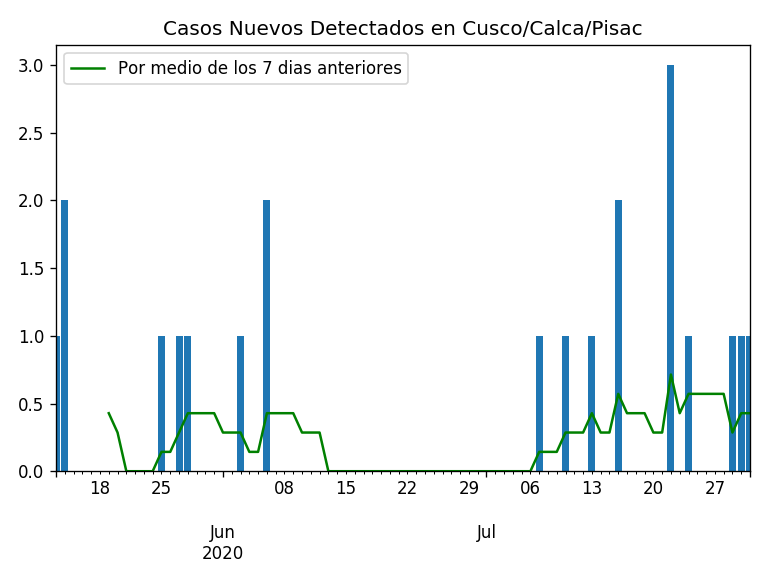 Casos Nuevos Detectados en Cusco/Calca/Pisac
Por medio de los 7 dias anteriores
3.0
2.5
2.0
1.5
1.0
0.5
0.0
18 25 08 15 22 29 06 13 20 27
Jun Jul
2020